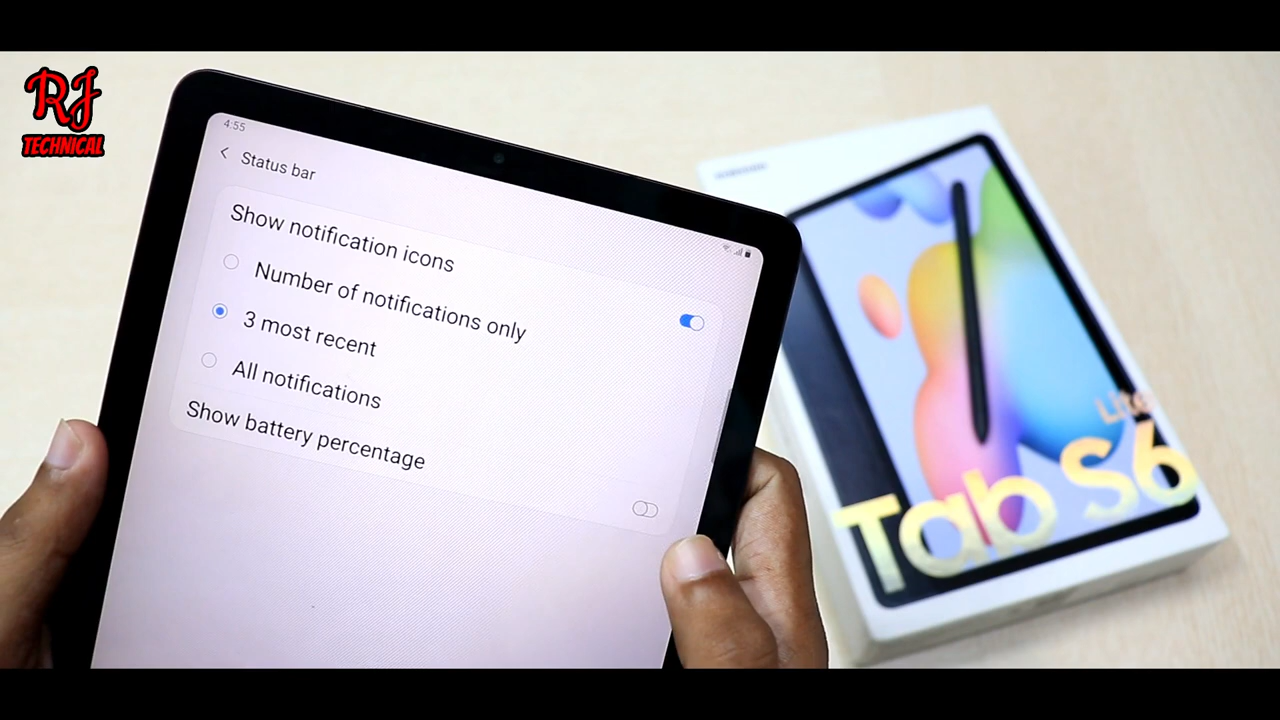 RJ
TECHNICAL
4:55
Status bar
Show notification icons
Number of notifications only
3 most recent
All notifications
Show battery percentage
SAMSUNG
Lite
Tab S6